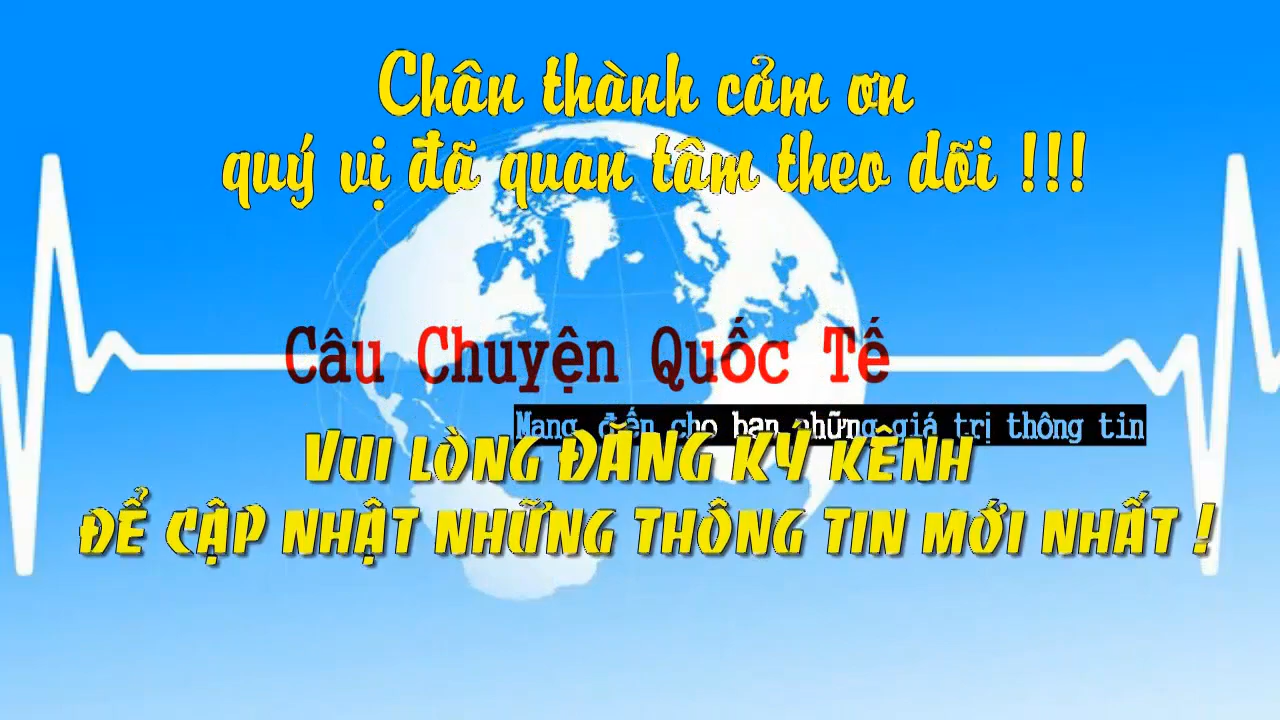 Chân thành cảm ơn
quý vị đã quan tâm theo dõi !!!
Câu Chuyện Quốc Tế
Mang đến cho bạn những giá trị thông tin
VUI LÒNG ĐĂNG KÝ KÊNH
ĐỂ CẬP NHẬT NHỮNG THÔNG TIN MỚI NHẤT !